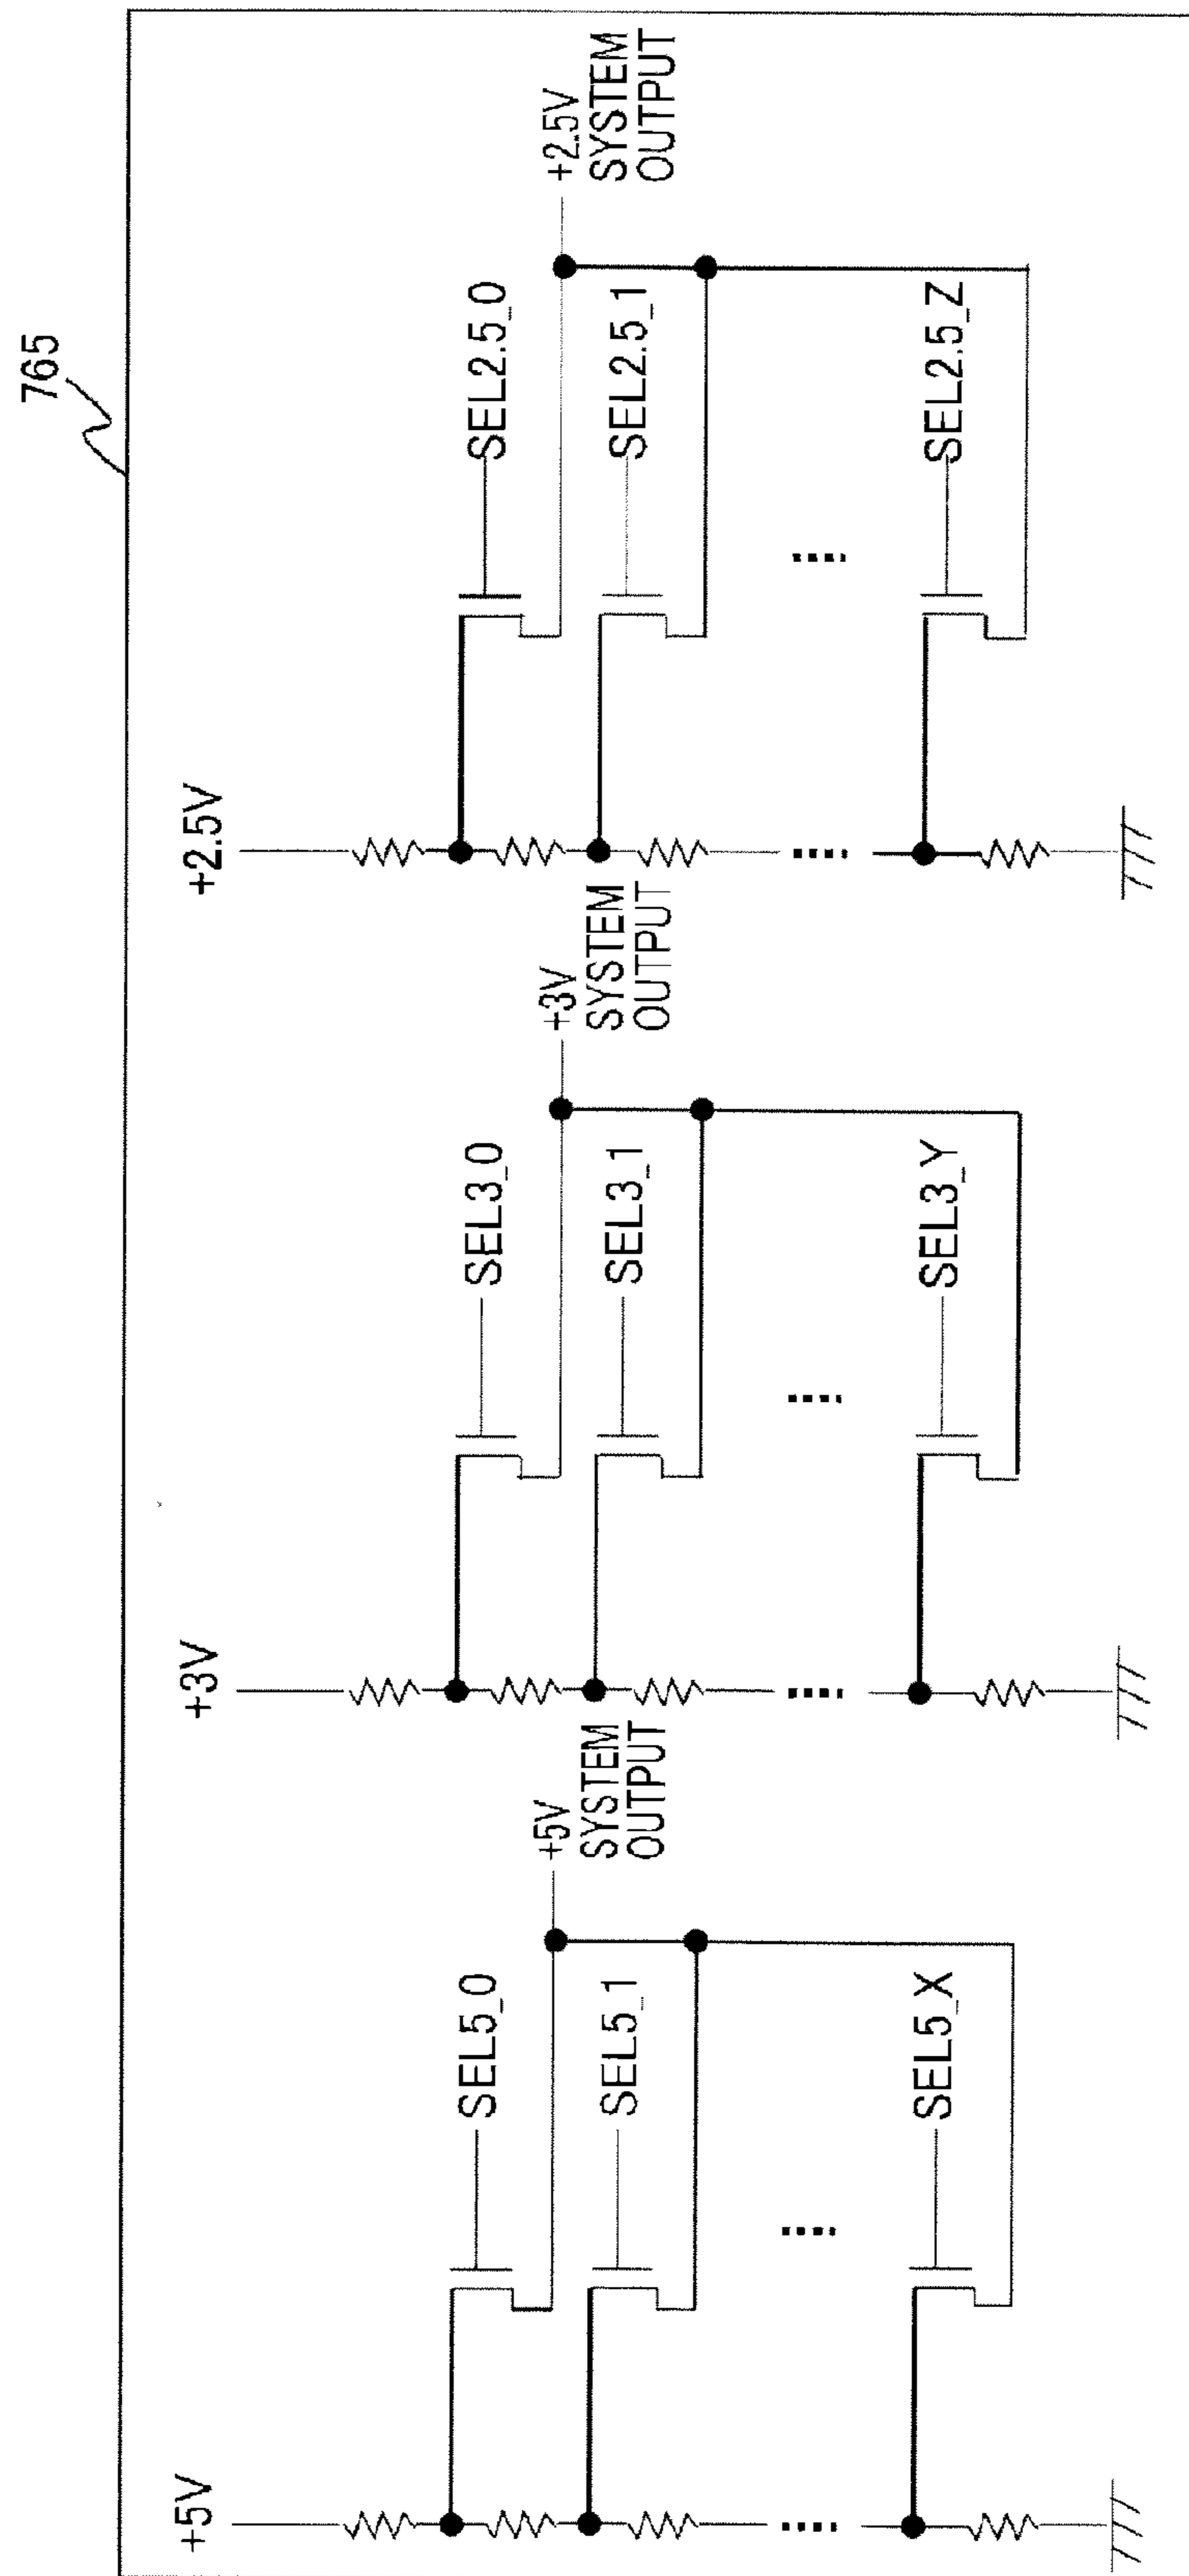 765
+5V
SEL5_0
SEL5_1
SEL5_X
+5V
SYSTEM
OUTPUT
+3V
SEL3_0
SEL3_1
SEL3_Y
+3V
SYSTEM
OUTPUT
+2.5V
SEL2.5_0
SEL2.5_1
SEL2.5_Z
+2.5V
SYSTEM
OUTPUT